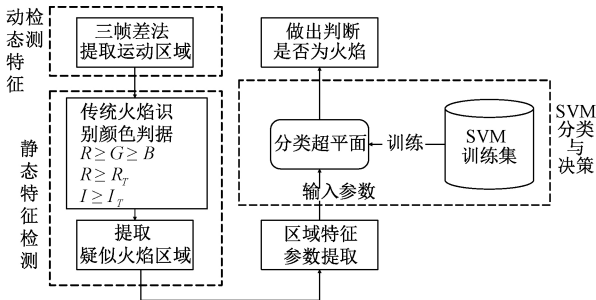 动检
态测
特
征
三帧差法
提取运动区域
静
态
特
征
检
测
传统火焰识
别颜色判据
R≥G≥B
R≥R_T
I≥I_T
提取
疑似火焰区域
做出判断
是否为火焰
分类超平面
训练
SVM
训练集
输入参数
SVM
分
类
与
决
策
区域特征
参数提取